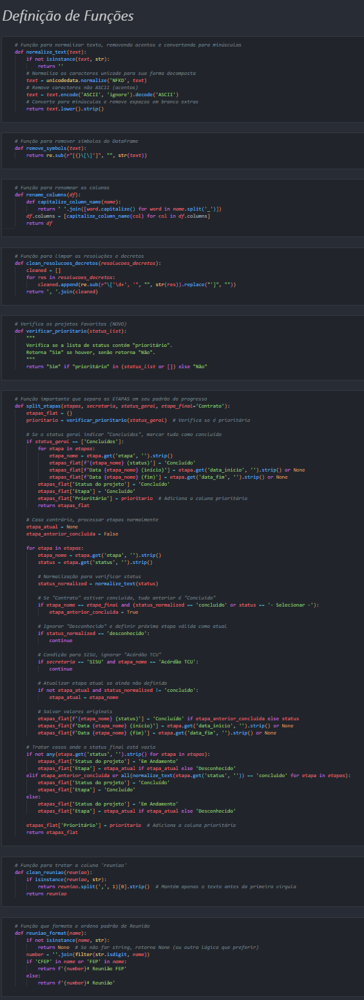 Definição de Funções
# Função para normalizar texto, removendo acentos e convertendo para minúsculas
def normalize_text(text):
    if not isinstance(text, str):
        return ''
    # Normaliza os caracteres unicode para sua forma decomposta
    text = unicodedata.normalize('NFKD', text)
    # Remove caracteres não ASCII (acentos)
    text = text.encode('ASCII', 'ignore').decode('ASCII')
    # Converte para minúsculas e remove espaços em branco extras
    return text.lower().strip()
# Função para remover símbolos do DataFrame
def remove_symbols(text):
    return re.sub(r"[{}\[\]']", "", str(text))
# Função para renomear as colunas
def rename_columns(df):
    def capitalize_column_name(name):
        return ' '.join([word.capitalize() for word in name.split('_')])
    df.columns = [capitalize_column_name(col) for col in df.columns]
    return df
# Função para limpar as resoluções e decretos
def clean_resolucoes_decretos(resolucoes_decretos):
    cleaned = []
    for res in resolucoes_decretos:
        cleaned.append(re.sub(r"\['\d+', '", "", str(res)).replace("']", ""))
    return ', '.join(cleaned)
# Verifica os projetos Favoritos (NOVO)
def verificar_prioritario(status_list):
    """
    Verifica se a lista de status contém "prioritário".
    Retorna "Sim" se houver, senão retorna "Não".
    """
    return "Sim" if "prioritário" in (status_list or []) else "Não"
# Função importante que separa as ETAPAS em seu padrão de progresso
def split_etapas(etapas, secretaria, status_geral, etapa_final='Contrato'):
    etapas_flat = {}
    prioritario = verificar_prioritario(status_geral)  # Verifica se é prioritário
    # Se o status geral indicar "Concluídos", marcar tudo como concluído
    if status_geral == ['Concluídos']:
        for etapa in etapas:
            etapa_nome = etapa.get('etapa', '').strip()
            etapas_flat[f'{etapa_nome} (status)'] = 'Concluído'
            etapas_flat[f'Data {etapa_nome} (início)'] = etapa.get('data_inicio', '').strip() or None
            etapas_flat[f'Data {etapa_nome} (fim)'] = etapa.get('data_fim', '').strip() or None
        etapas_flat['Status do projeto'] = 'Concluído'
        etapas_flat['Etapa'] = 'Concluído'
        etapas_flat['Prioritário'] = prioritario  # Adiciona a coluna prioritário
        return etapas_flat
    # Caso contrário, processar etapas normalmente
    etapa_atual = None
    etapa_anterior_concluida = False
    for etapa in etapas:
        etapa_nome = etapa.get('etapa', '').strip()
        status = etapa.get('status', '').strip()
        # Normalização para verificar status
        status_normalized = normalize_text(status)
        # Se "Contrato" estiver concluído, tudo anterior é "Concluído"
        if etapa_nome == etapa_final and (status_normalized == 'concluido' or status == '- Selecionar -'):
            etapa_anterior_concluida = True
        # Ignorar "Desconhecido" e definir próxima etapa válida como atual
        if status_normalized == 'desconhecido':
            continue
        # Condição para SISU, ignorar "Acórdão TCU"
        if secretaria == 'SISU' and etapa_nome == 'Acórdão TCU':
            continue
        # Atualizar etapa atual se ainda não definida
        if not etapa_atual and status_normalized != 'concluido':
            etapa_atual = etapa_nome
        # Salvar valores originais
        etapas_flat[f'{etapa_nome} (status)'] = 'Concluído' if etapa_anterior_concluida else status
        etapas_flat[f'Data {etapa_nome} (início)'] = etapa.get('data_inicio', '').strip() or None
        etapas_flat[f'Data {etapa_nome} (fim)'] = etapa.get('data_fim', '').strip() or None
    # Tratar casos onde o status final está vazio
    if not any(etapa.get('status', '').strip() for etapa in etapas):
        etapas_flat['Status do projeto'] = 'Em Andamento'
        etapas_flat['Etapa'] = etapa_atual if etapa_atual else 'Desconhecido'
    elif etapa_anterior_concluida or all(normalize_text(etapa.get('status', '')) == 'concluido' for etapa in etapas):
        etapas_flat['Status do projeto'] = 'Concluído'
        etapas_flat['Etapa'] = 'Concluído'
    else:
        etapas_flat['Status do projeto'] = 'Em Andamento'
        etapas_flat['Etapa'] = etapa_atual if etapa_atual else 'Desconhecido'
    etapas_flat['Prioritário'] = prioritario  # Adiciona a coluna prioritária
    return etapas_flat
# Função para tratar a coluna 'reuniao'
def clean_reuniao(reuniao):
    if isinstance(reuniao, str):
        return reuniao.split(',', 1)[0].strip()  # Mantém apenas o texto antes da primeira vírgula
    return reuniao
# Função que formata e ordena padrão de Reunião
def reuniao_format(name):
    if not isinstance(name, str):
        return None  # Se não for string, retorna None (ou outra lógica que preferir)
    number = ''.join(filter(str.isdigit, name))
    if 'CFEP' in name or 'FEP' in name:
        return f'{number}ª Reunião FEP'
    else:
        return f'{number}ª Reunião'